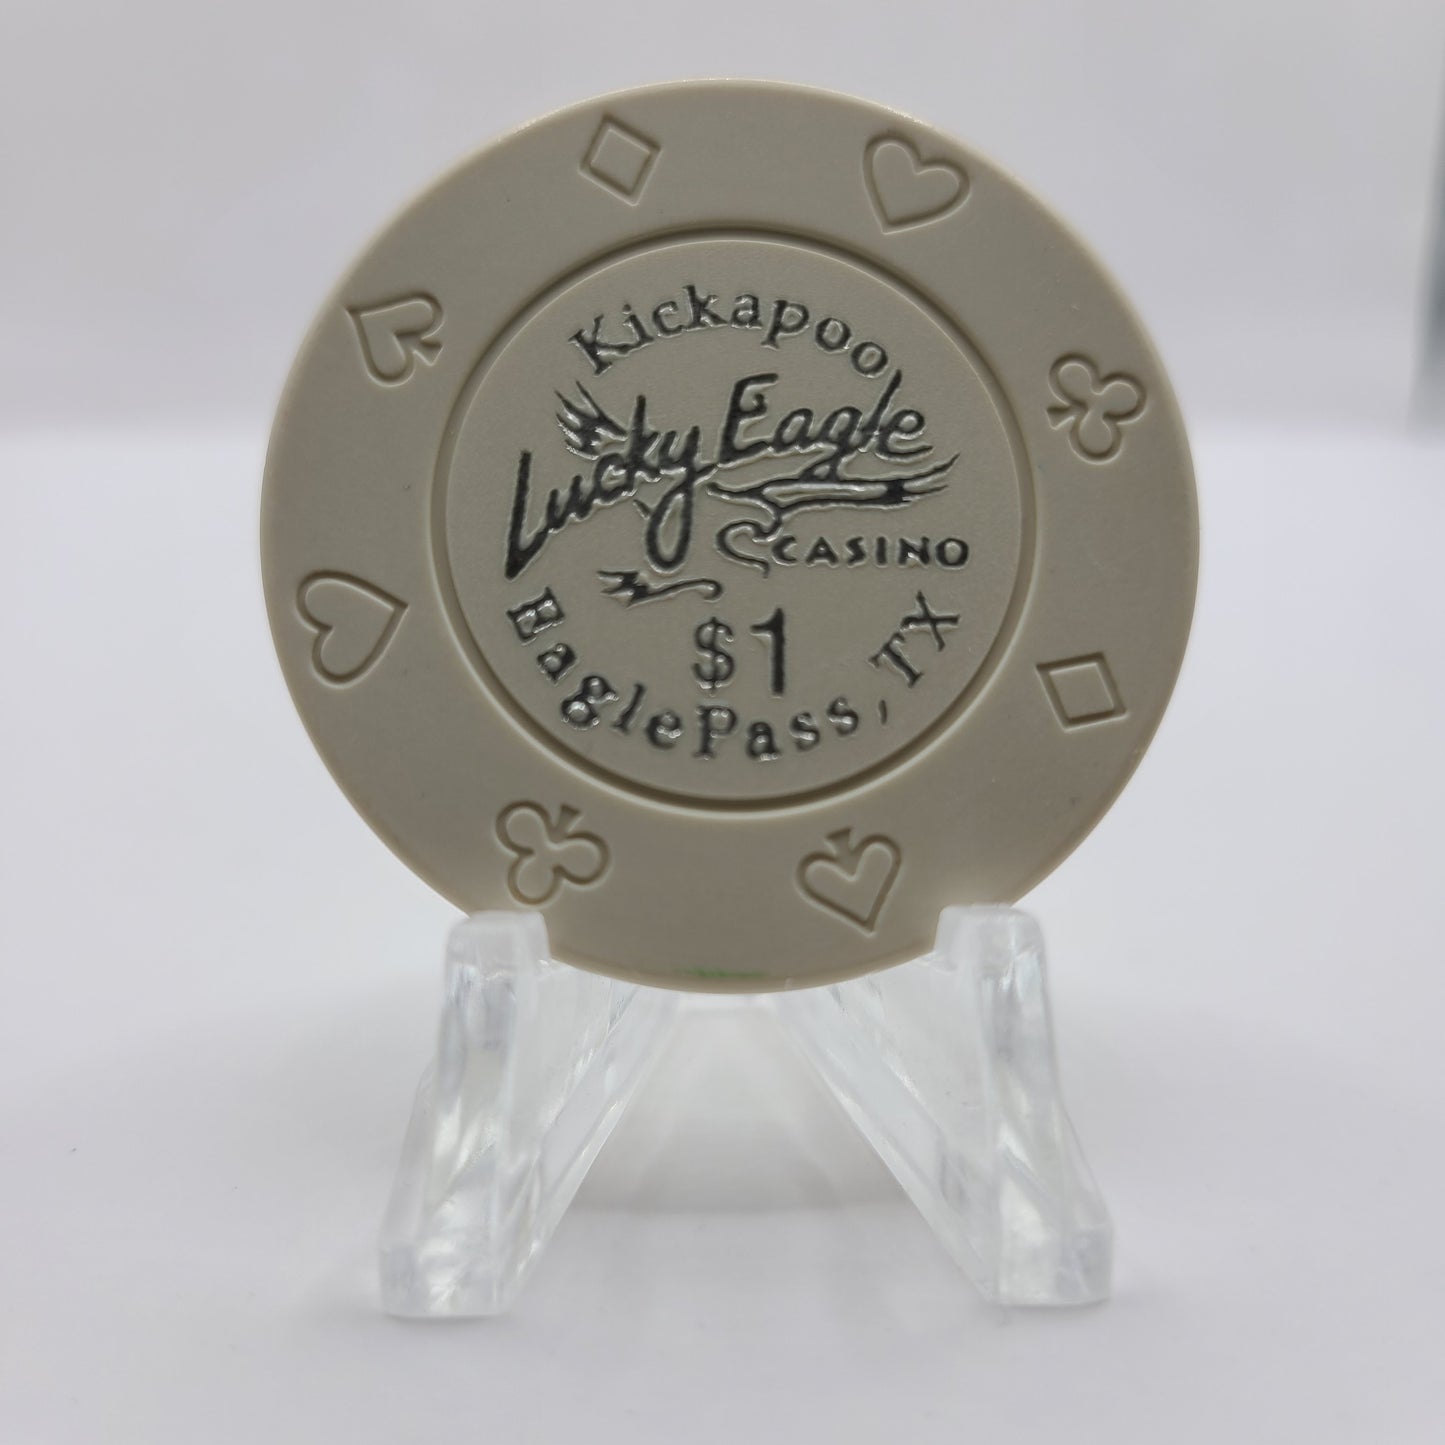 Kickapoo
Lucky Eagle
CASINO
$1
Eagle Pass, TX